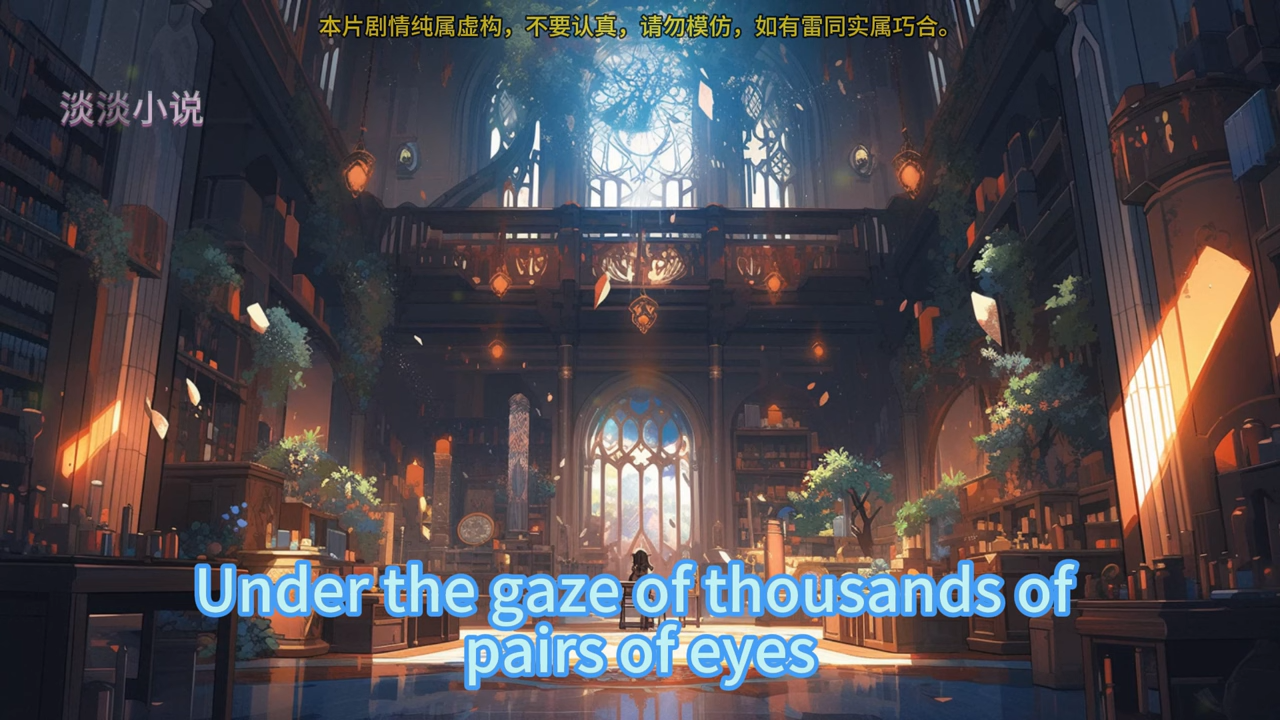 本片剧情纯属虚构，不要认真，请勿模仿，如有雷同实属巧合。
淡淡小说
Under the gaze of thousands of
pairs of eyes